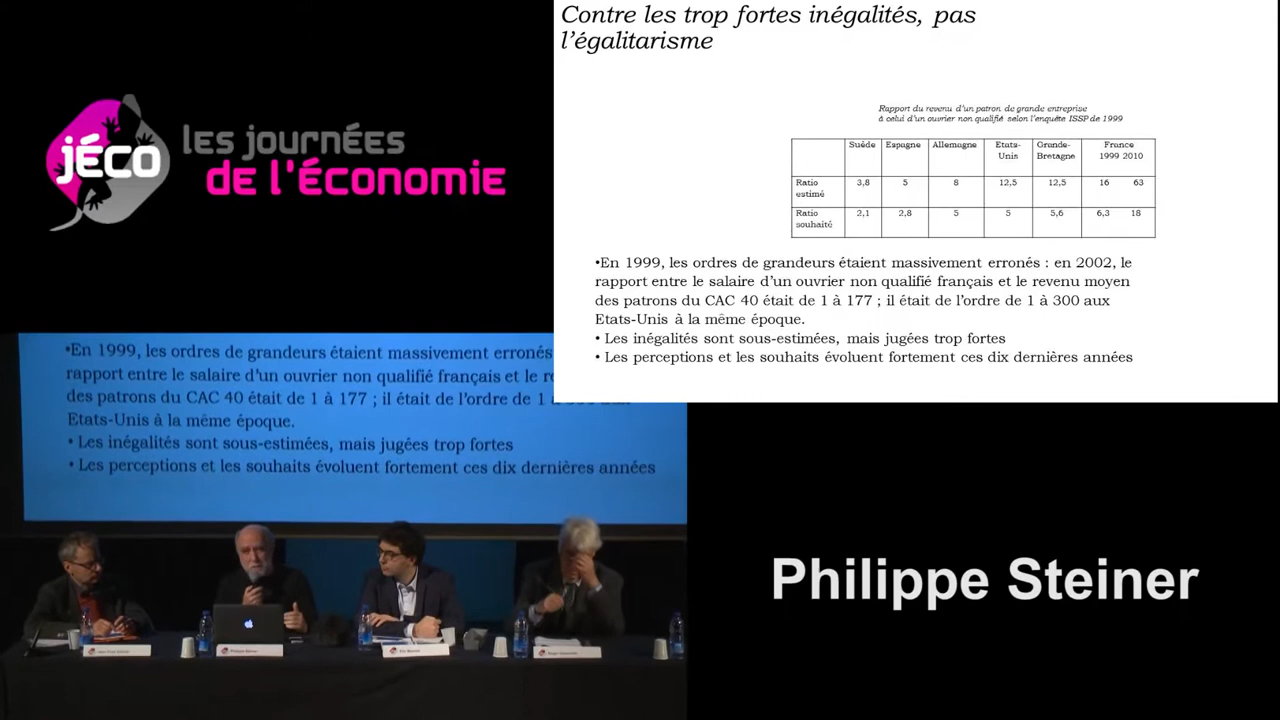 Contre les trop fortes inégalités, pas
l'égalitarisme
jéco
les journées
de l'économie
Rapport du revenu d'un patron de grande entreprise
à celui d'un ouvrier non qualifié selon l'enquête ISSP de 1999
Suède Espagne Allemagne Etats-Unis Grande-Bretagne France
1999 2010
Ratio estimé 3,8 5 8 12,5 12,5 16 63
Ratio souhaité 2,1 2,8 5 5 5,6 6,3 18
•En 1999, les ordres de grandeurs étaient massivement erronés : en 2002, le
rapport entre le salaire d'un ouvrier non qualifié français et le revenu moyen
des patrons du CAC 40 était de 1 à 177 ; il était de l'ordre de 1 à 300 aux
Etats-Unis à la même époque.
• Les inégalités sont sous-estimées, mais jugées trop fortes
• Les perceptions et les souhaits évoluent fortement ces dix dernières années
•En 1999, les ordres de grandeurs étaient massivement erronés
rapport entre le salaire d'un ouvrier non qualifié français et le
des patrons du CAC 40 était de 1 à 177 ; il était de l'ordre de 1
Etats-Unis à la même époque.
• Les inégalités sont sous-estimées, mais jugées trop fortes
• Les perceptions et les souhaits évoluent fortement ces dix dernières années
Philippe Steiner